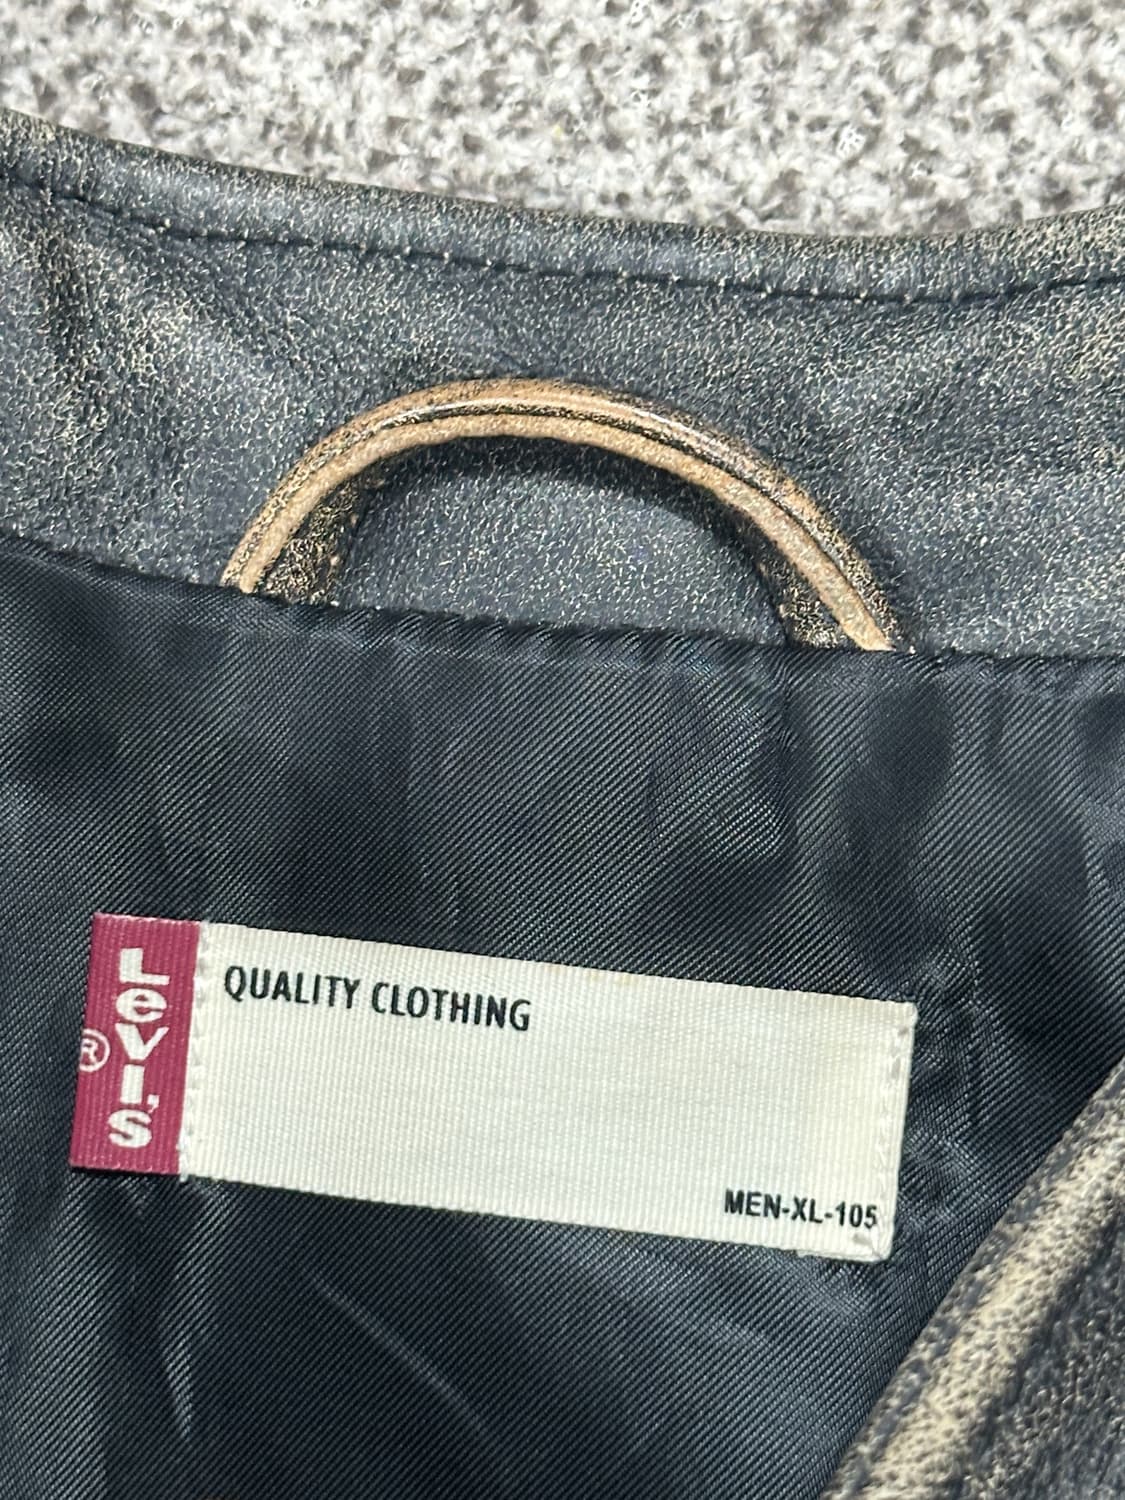 LEVI'S
®
QUALITY CLOTHING
MEN-XL-105